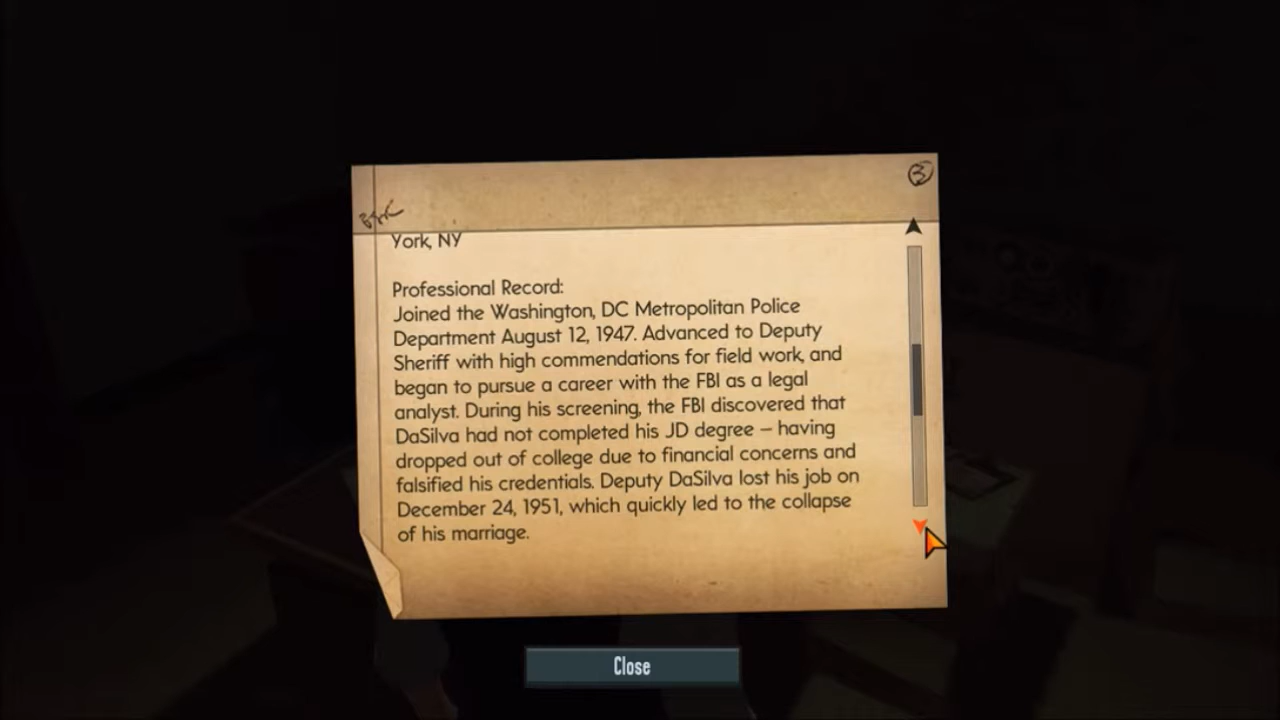 3
York, NY
Professional Record:
Joined the Washington, DC Metropolitan Police
Department August 12, 1947. Advanced to Deputy
Sheriff with high commendations for field work, and
began to pursue a career with the FBI as a legal
analyst. During his screening, the FBI discovered that
DaSilva had not completed his JD degree – having
dropped out of college due to financial concerns and
falsified his credentials. Deputy DaSilva lost his job on
December 24, 1951, which quickly led to the collapse
of his marriage.
Close